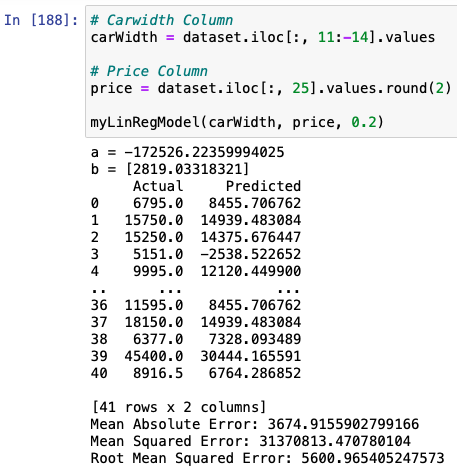 In [188]: # Carwidth Column
carWidth = dataset.iloc[:, 11:-14].values
# Price Column
price = dataset.iloc[:, 25].values.round(2)
myLinRegModel(carWidth, price, 0.2)
a = -172526.22359994025
b = [2819.03318321]
Actual Predicted
0 6795.0 8455.706762
1 15750.0 14939.483084
2 15250.0 14375.676447
3 5151.0 -2538.522652
4 9995.0 12120.449900
.. ... ...
36 11595.0 8455.706762
37 18150.0 14939.483084
38 6377.0 7328.093489
39 45400.0 30444.165591
40 8916.5 6764.286852
[41 rows x 2 columns]
Mean Absolute Error: 3674.9155902799166
Mean Squared Error: 31370813.470780104
Root Mean Squared Error: 5600.965405247573